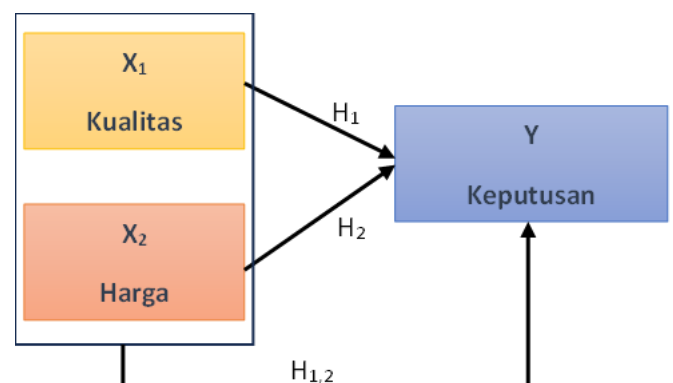 X₁
Kualitas
H₁
Y
Keputusan
X₂
Harga
H₂
H₁,₂